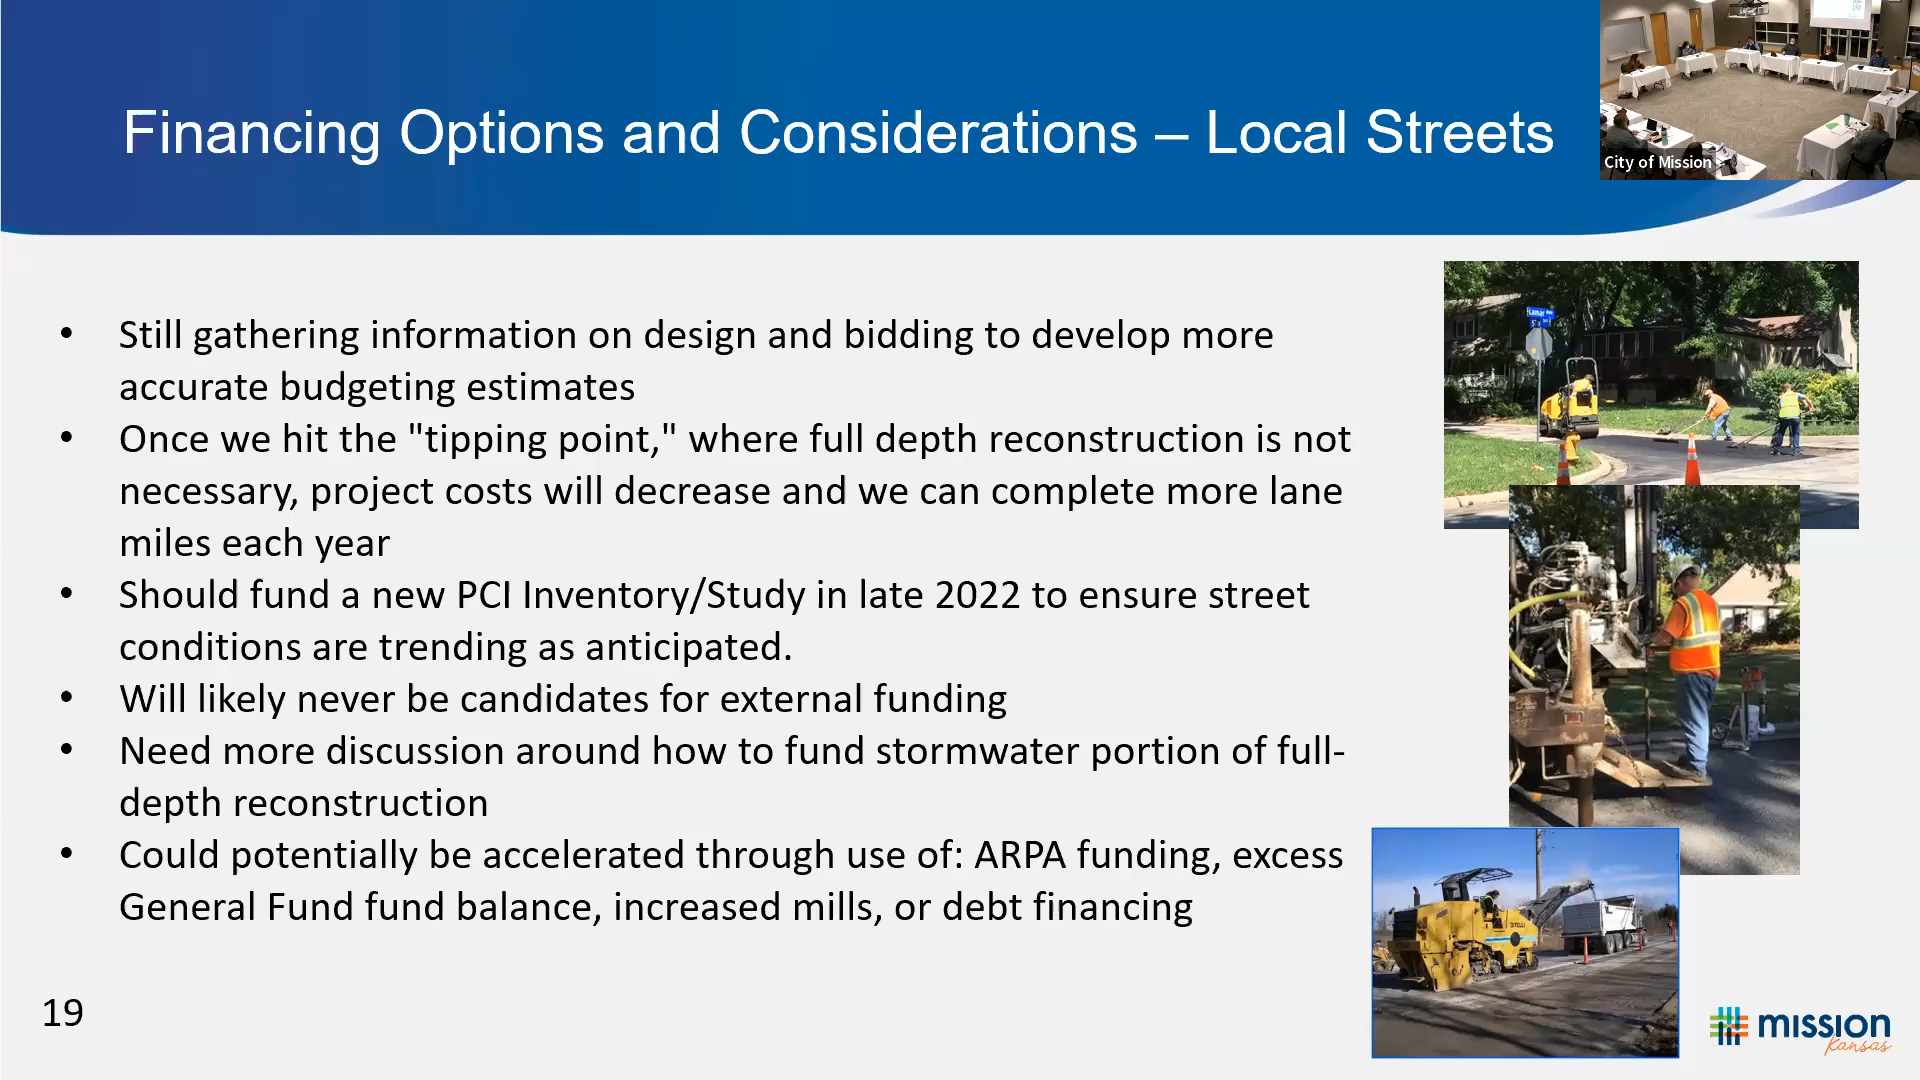 Financing Options and Considerations – Local Streets
City of Mission
• Still gathering information on design and bidding to develop more
accurate budgeting estimates
• Once we hit the "tipping point," where full depth reconstruction is not
necessary, project costs will decrease and we can complete more lane
miles each year
• Should fund a new PCI Inventory/Study in late 2022 to ensure street
conditions are trending as anticipated.
• Will likely never be candidates for external funding
• Need more discussion around how to fund stormwater portion of full-
depth reconstruction
• Could potentially be accelerated through use of: ARPA funding, excess
General Fund fund balance, increased mills, or debt financing
19
Lamar Ave
mission
kansas